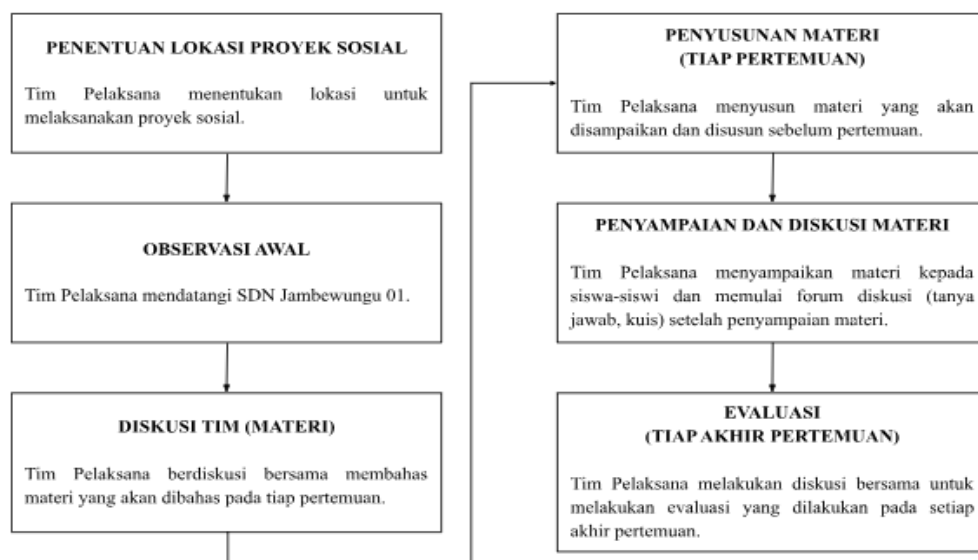 PENENTUAN LOKASI PROYEK SOSIAL
Tim Pelaksana menentukan lokasi untuk
melaksanakan proyek sosial.
OBSERVASI AWAL
Tim Pelaksana mendatangi SDN Jambewungu 01.
DISKUSI TIM (MATERI)
Tim Pelaksana berdiskusi bersama membahas
materi yang akan dibahas pada tiap pertemuan.
PENYUSUNAN MATERI
(TIAP PERTEMUAN)
Tim Pelaksana menyusun materi yang akan
disampaikan dan disusun sebelum pertemuan.
PENYAMPAIAN DAN DISKUSI MATERI
Tim Pelaksana menyampaikan materi kepada
siswa-siswi dan memulai forum diskusi (tanya
jawab, kuis) setelah penyampaian materi.
EVALUASI
(TIAP AKHIR PERTEMUAN)
Tim Pelaksana melakukan diskusi bersama untuk
melakukan evaluasi yang dilakukan pada setiap
akhir pertemuan.